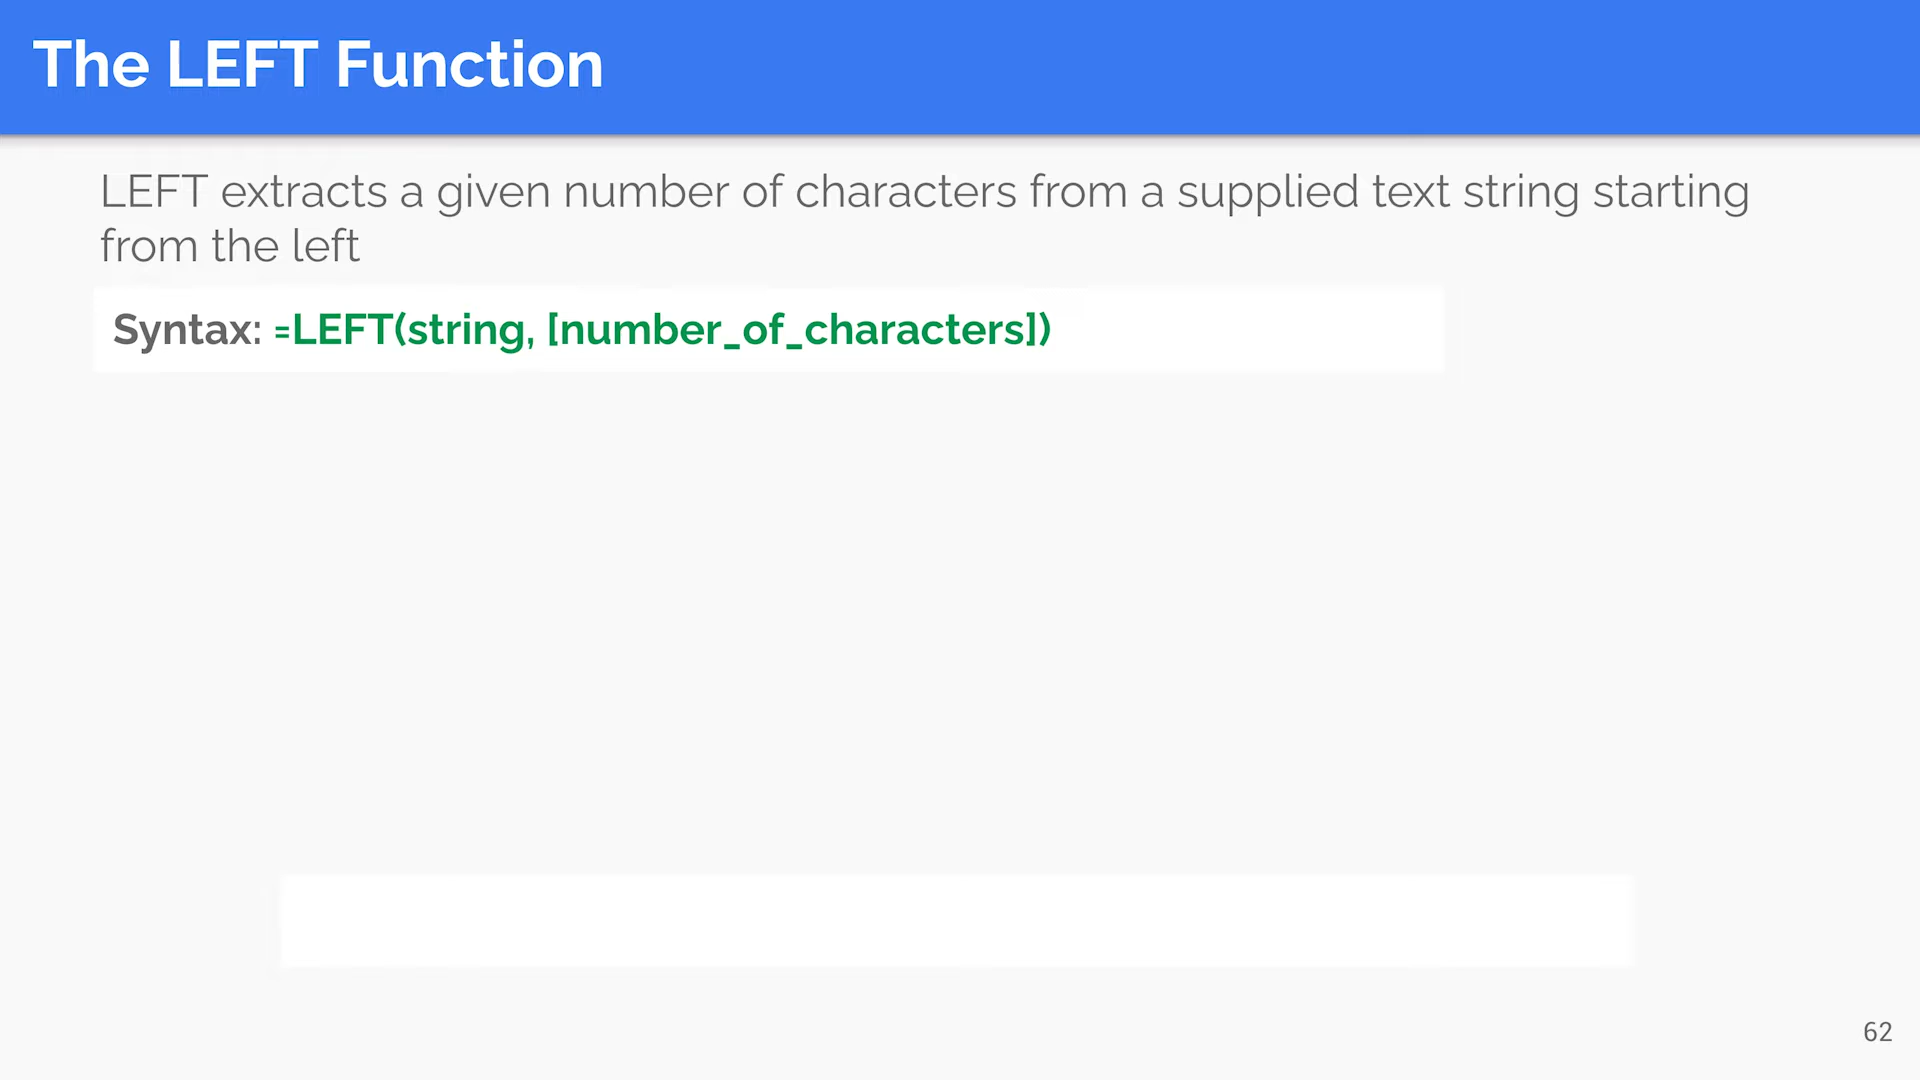 The LEFT Function
LEFT extracts a given number of characters from a supplied text string starting
from the left
Syntax: =LEFT(string, [number_of_characters])
62